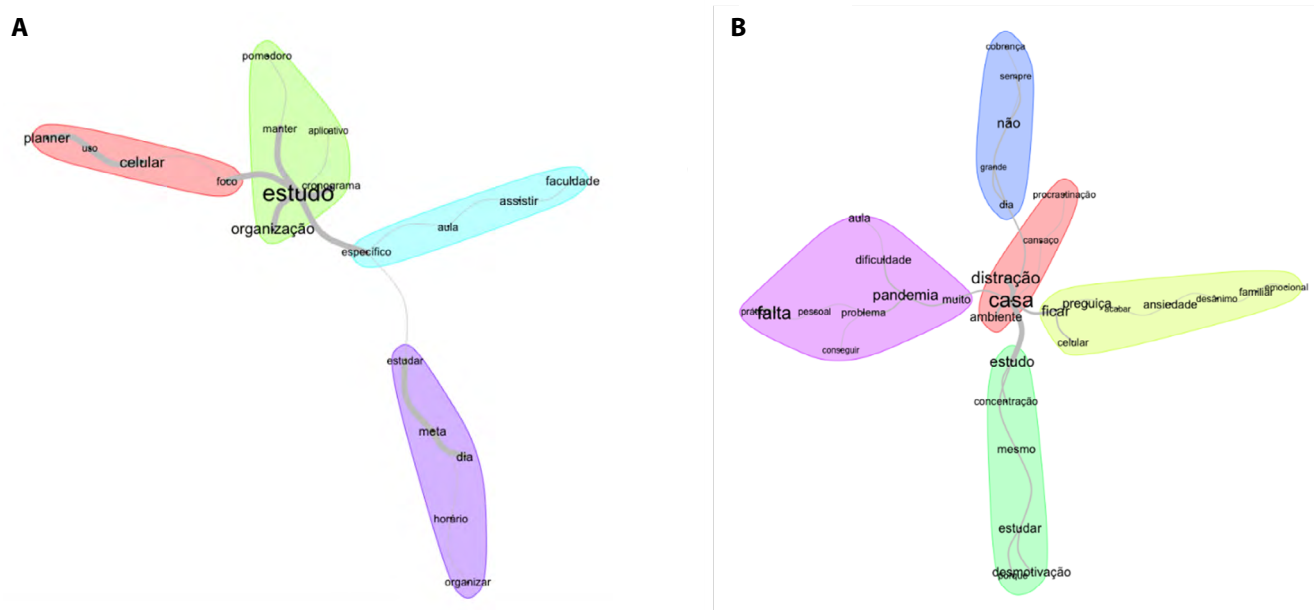 A
pomodoro
manter
aplicativo
planner
uso
celular
foco
cronograma
estudo
organização
faculdade
assistir
aula
específico
estudar
meta
dia
horário
organizar
B
cobrença
sempre
não
grande
dia
procrastinação
cansaço
distração
casa
ambiente
aula
dificuldade
pandemia
muito
falta
pessoal
problema
conseguir
ficar
preguiça
acabar
ansiedade
desânimo
familiar
emocional
celular
estudo
concentração
mesmo
estudar
desmotivação
porque